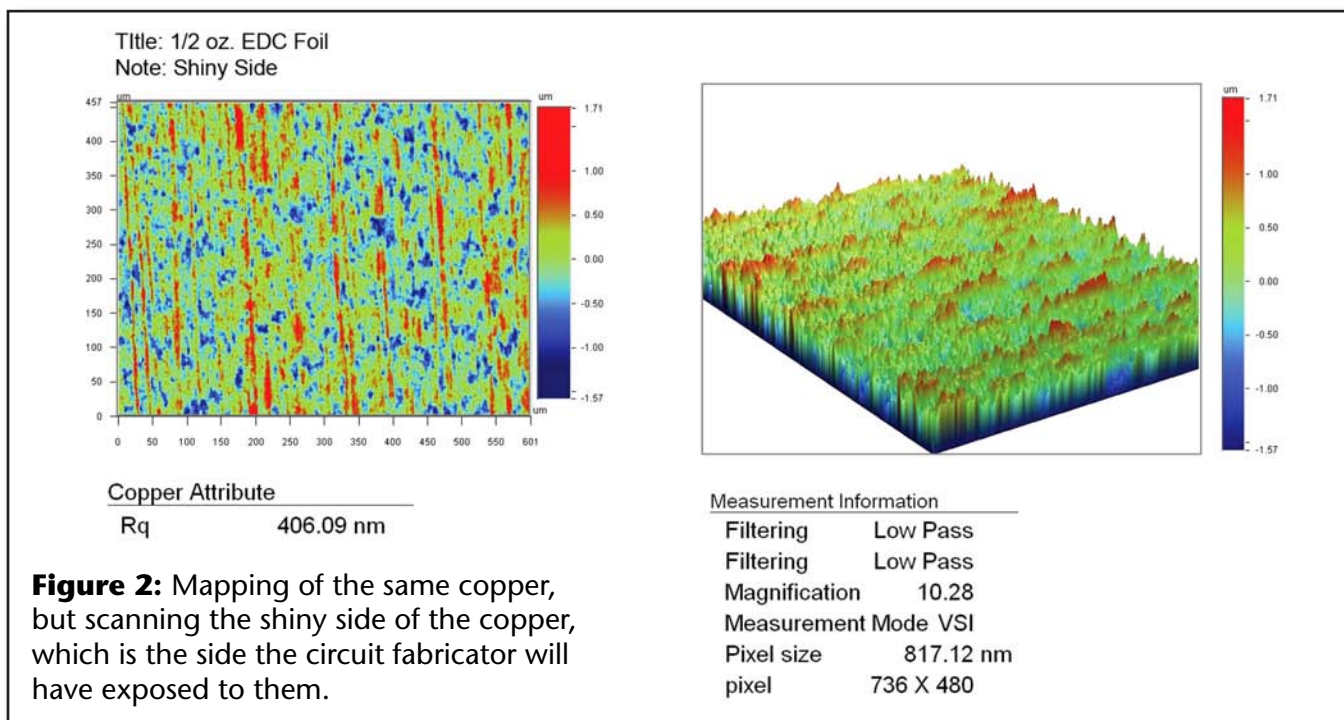 TItle: 1/2 oz. EDC Foil
Note: Shiny Side
um
457
400
350
300
250
200
150
100
50
0
0 50 100 150 200 250 300 350 400 450 500 550 601
um
um
1.71
1.00
0.50
0.00
-0.50
-1.00
-1.57
um
1.71
1.00
0.50
0.00
-0.50
-1.00
-1.57
Copper Attribute
Rq 406.09 nm
Figure 2: Mapping of the same copper,
but scanning the shiny side of the copper,
which is the side the circuit fabricator will
have exposed to them.
Measurement Information
Filtering Low Pass
Filtering Low Pass
Magnification 10.28
Measurement Mode VSI
Pixel size 817.12 nm
pixel 736 X 480